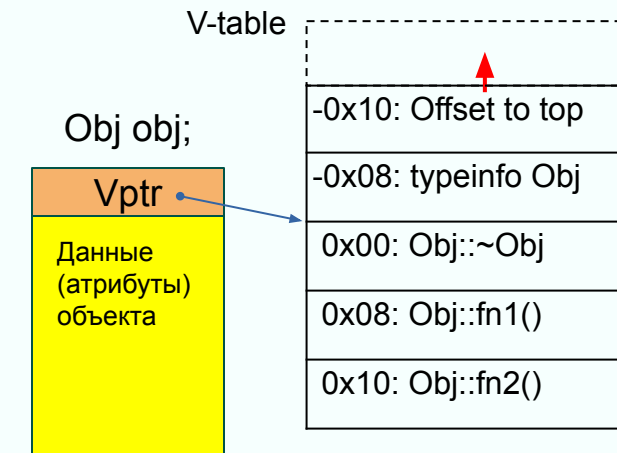 V-table
-0x10: Offset to top
Obj obj;
-0x08: typeinfo Obj
Vptr
0x00: Obj::~Obj
Данные
(атрибуты)
объекта
0x08: Obj::fn1()
0x10: Obj::fn2()